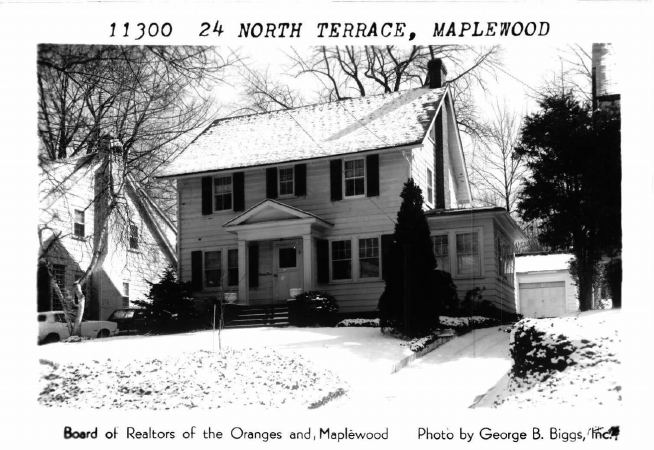 11300 24 NORTH TERRACE, MAPLEWOOD
Board of Realtors of the Oranges and, Maplewood Photo by George B. Biggs, Inc.